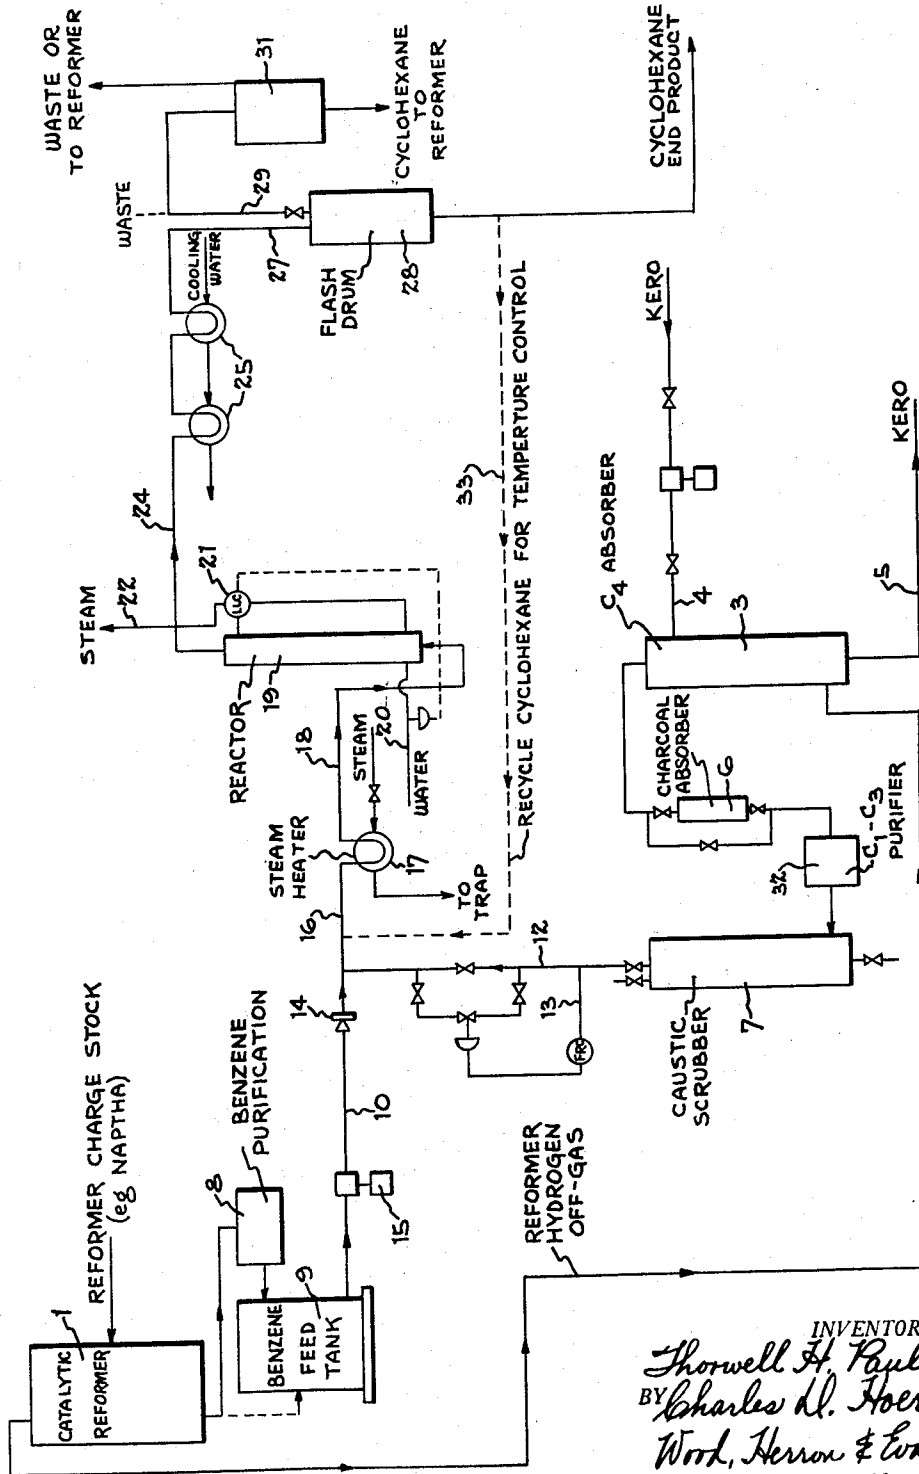 WASTE OR
TO REFORMER
31
CYCLOHEXANE
TO
REFORMER
WASTE
29
27
FLASH
DRUM
28
CYCLOHEXANE
END PRODUCT
COOLING
WATER
25
24
STEAM
22
21
LLC
REACTOR
19
20
WATER
18
STEAM
STEAM
HEATER
17
TO
TRAP
16
33
RECYCLE CYCLOHEXANE FOR TEMPERTURE CONTROL
KERO
C4 ABSORBER
4
3
5
KERO
CHARCOAL
ABSORBER
6
32
C1-C3
PURIFIER
12
13
FRC
CAUSTIC
SCRUBBER
7
14
10
15
REFORMER CHARGE STOCK
(eg NAPTHA)
1
CATALYTIC
REFORMER
BENZENE
PURIFICATION
8
9
BENZENE
FEED
TANK
REFORMER
HYDROGEN
OFF-GAS
INVENTOR
Thorwell H. Paul
BY Charles D. Hoer
Wood, Herron & Eva